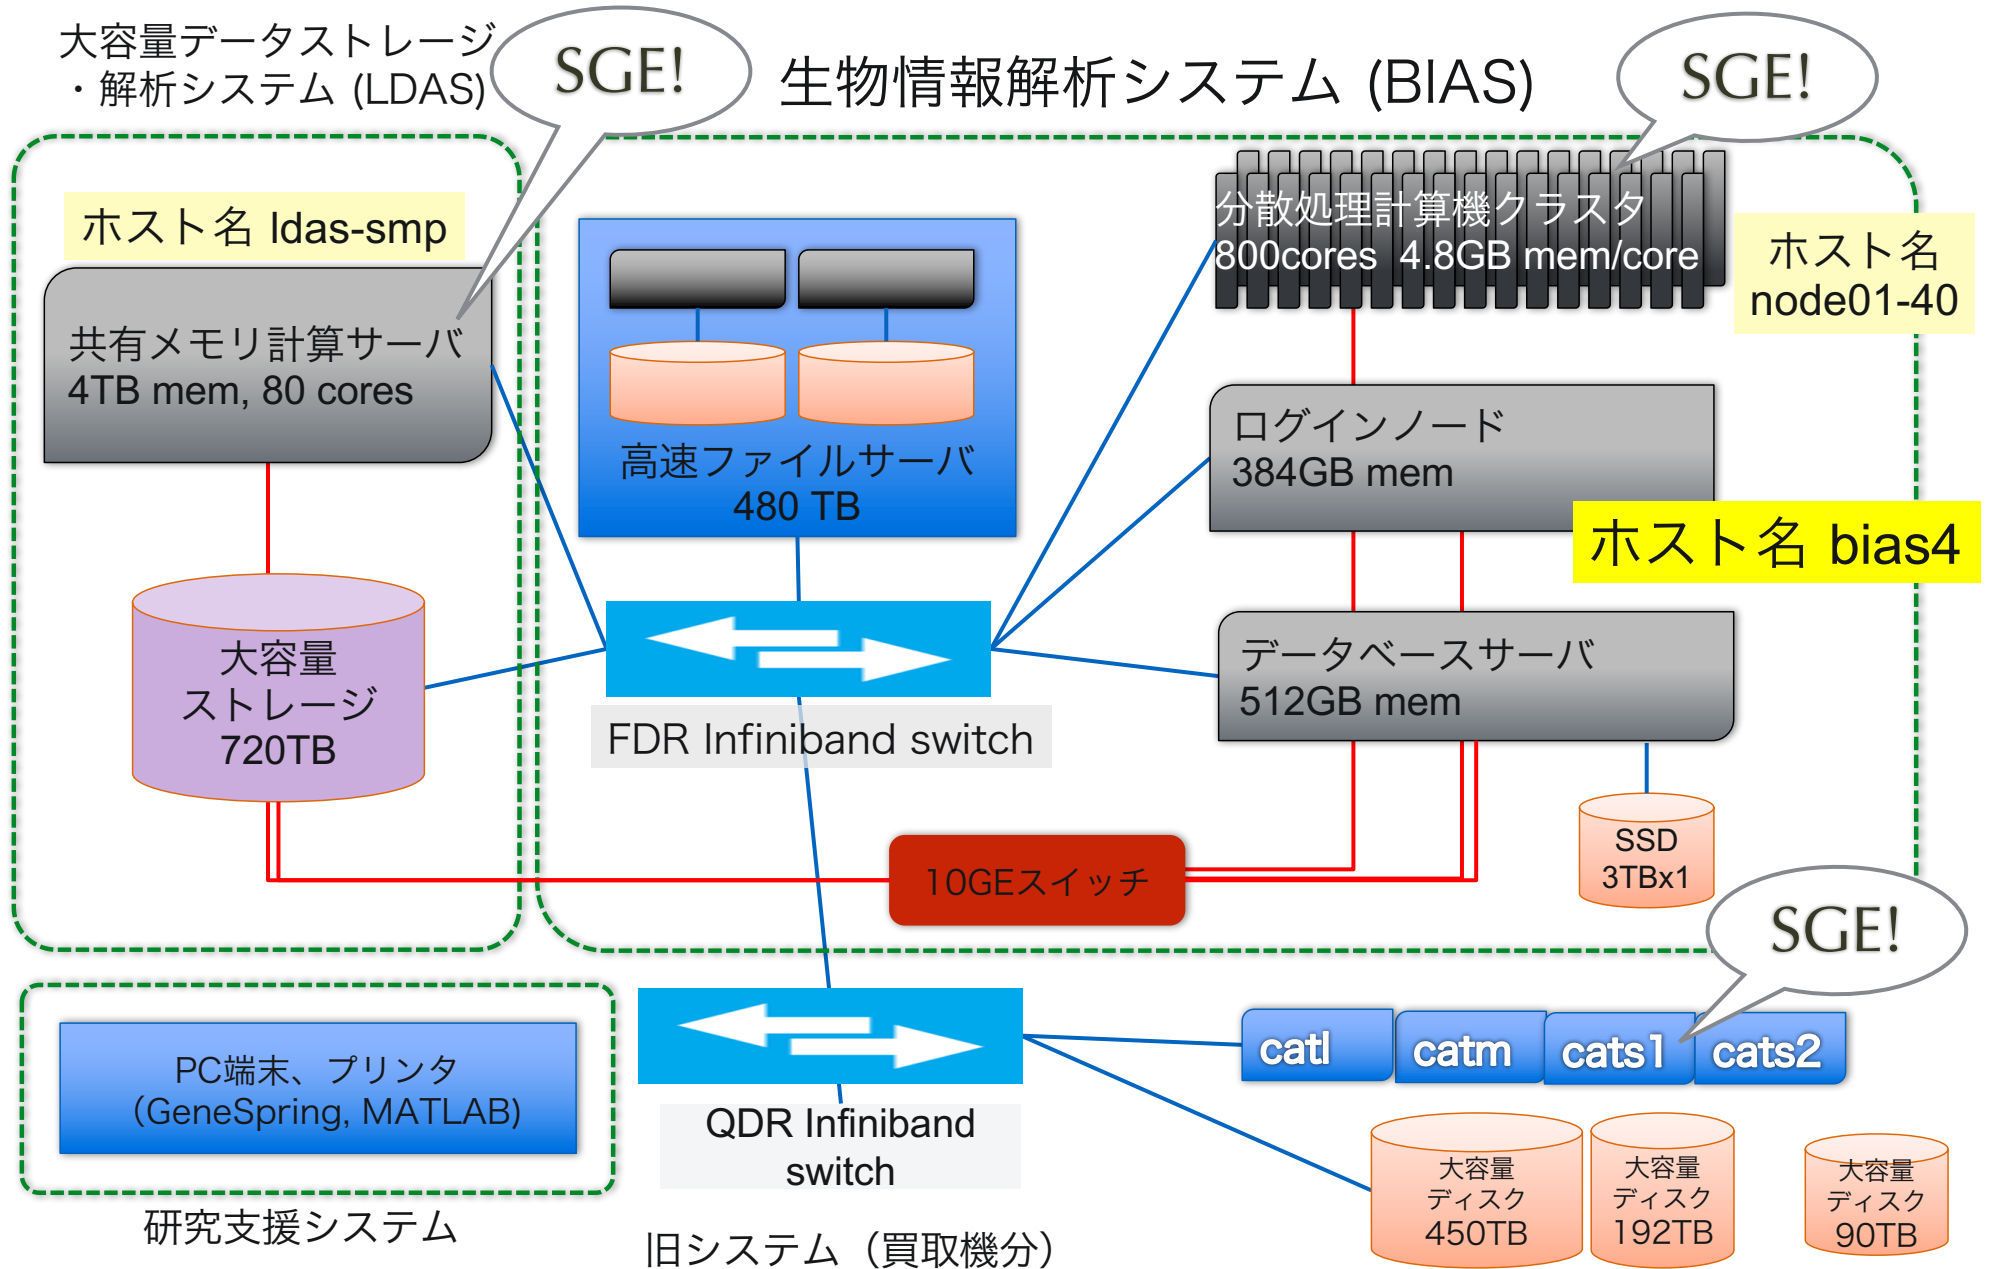 大容量データストレージ
・解析システム (LDAS)
SGE!
生物情報解析システム (BIAS)
SGE!
ホスト名 ldas-smp
共有メモリ計算サーバ
4TB mem, 80 cores
大容量
ストレージ
720TB
高速ファイルサーバ
480 TB
FDR Infiniband switch
分散処理計算機クラスタ
800cores  4.8GB mem/core
ホスト名
node01-40
ログインノード
384GB mem
ホスト名 bias4
データベースサーバ
512GB mem
SSD
3TBx1
10GEスイッチ
SGE!
PC端末、プリンタ
（GeneSpring, MATLAB)
研究支援システム
QDR Infiniband
switch
旧システム（買取機分）
catl
catm
cats1
cats2
大容量
ディスク
450TB
大容量
ディスク
192TB
大容量
ディスク
90TB